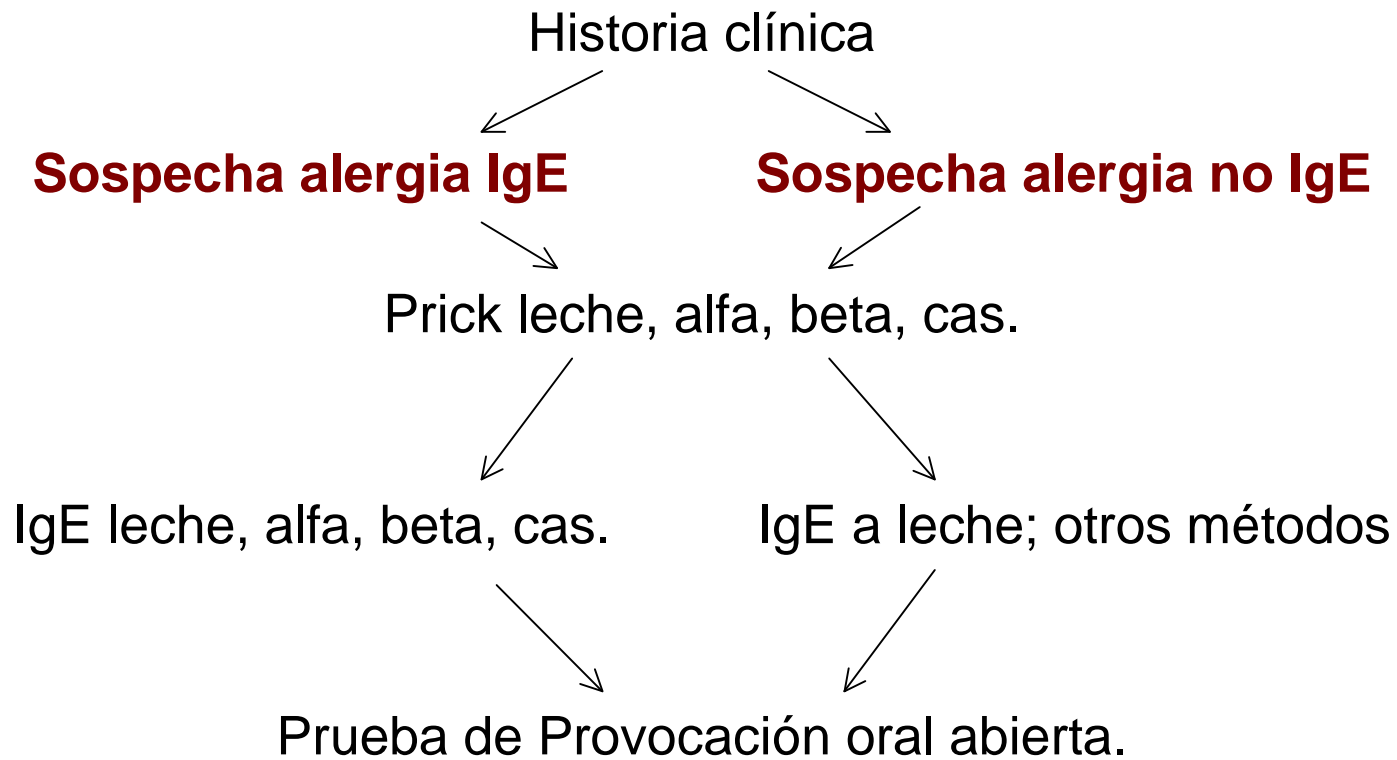 Historia clínica
Sospecha alergia IgE
Sospecha alergia no IgE
Prick leche, alfa, beta, cas.
IgE leche, alfa, beta, cas.
IgE a leche; otros métodos
Prueba de Provocación oral abierta.